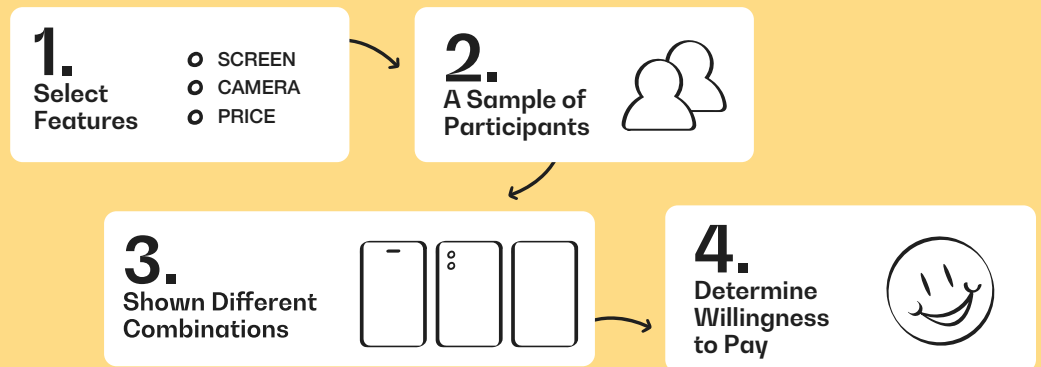 1.
Select
Features
SCREEN
CAMERA
PRICE
2.
A Sample of
Participants
3.
Shown Different
Combinations
4.
Determine
Willingness
to Pay